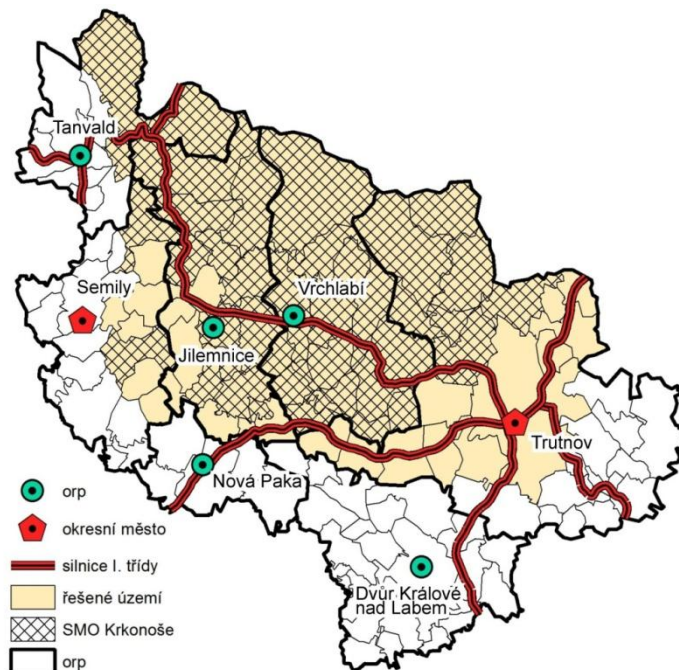 Tanvald
Semily
Vrchlabí
Jilemnice
Trutnov
Nová Paka
Dvůr Králové
nad Labem
orp
okresní město
silnice I. třídy
řešené území
SMO Krkonoše
orp